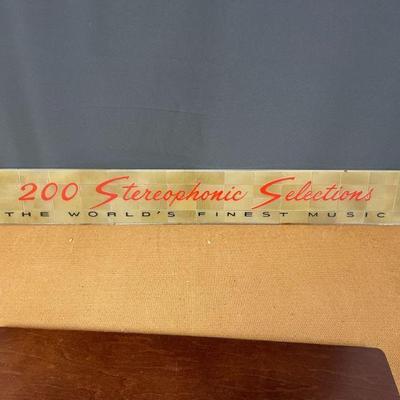 200 Stereophonic Selections
THE WORLD'S FINEST MUSIC